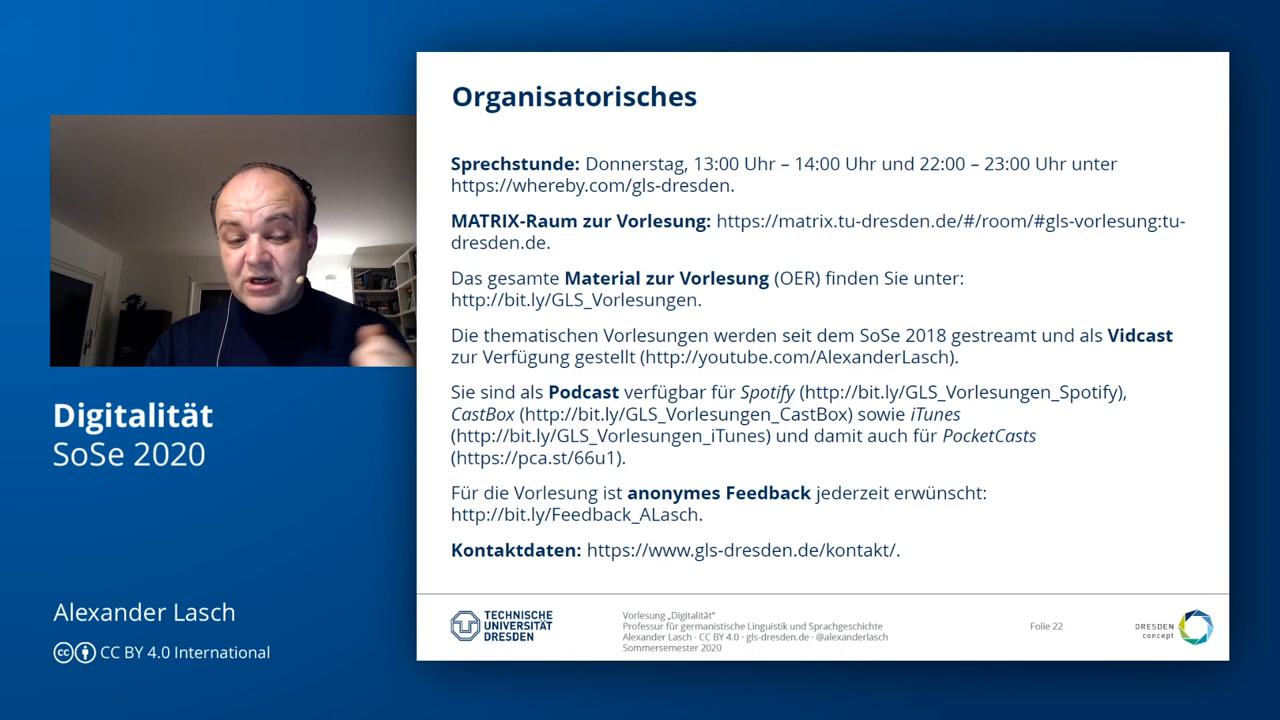 Organisatorisches
Sprechstunde: Donnerstag, 13:00 Uhr – 14:00 Uhr und 22:00 – 23:00 Uhr unter
https://whereby.com/gls-dresden.
MATRIX-Raum zur Vorlesung: https://matrix.tu-dresden.de/#/room/#gls-vorlesung:tu-
dresden.de.
Das gesamte Material zur Vorlesung (OER) finden Sie unter:
http://bit.ly/GLS_Vorlesungen.
Die thematischen Vorlesungen werden seit dem SoSe 2018 gestreamt und als Vidcast
zur Verfügung gestellt (http://youtube.com/AlexanderLasch).
Sie sind als Podcast verfügbar für Spotify (http://bit.ly/GLS_Vorlesungen_Spotify),
CastBox (http://bit.ly/GLS_Vorlesungen_CastBox) sowie iTunes
(http://bit.ly/GLS_Vorlesungen_iTunes) und damit auch für PocketCasts
(https://pca.st/66u1).
Für die Vorlesung ist anonymes Feedback jederzeit erwünscht:
http://bit.ly/Feedback_ALasch.
Kontaktdaten: https://www.gls-dresden.de/kontakt/.
Digitalität
SoSe 2020
Alexander Lasch
CC BY 4.0 International
TECHNISCHE
UNIVERSITÄT
DRESDEN
Vorlesung „Digitalität“
Professur für germanistische Linguistik und Sprachgeschichte
Alexander Lasch · CC BY 4.0 · gls-dresden.de · @alexanderlasch
Sommersemester 2020
Folie 22
DRESDEN
concept